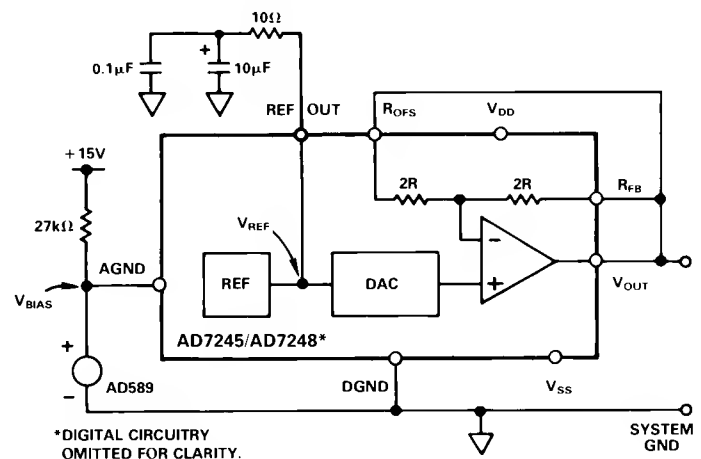 10Ω
+
0.1μF
10μF
REF OUT
R_OFS
V_DD
+15V
2R
2R
R_FB
27kΩ
V_REF
AGND
−
V_BIAS
REF
DAC
+
V_OUT
AD7245/AD7248*
+
AD589
−
DGND
V_SS
*DIGITAL CIRCUITRY
OMITTED FOR CLARITY.
SYSTEM
GND